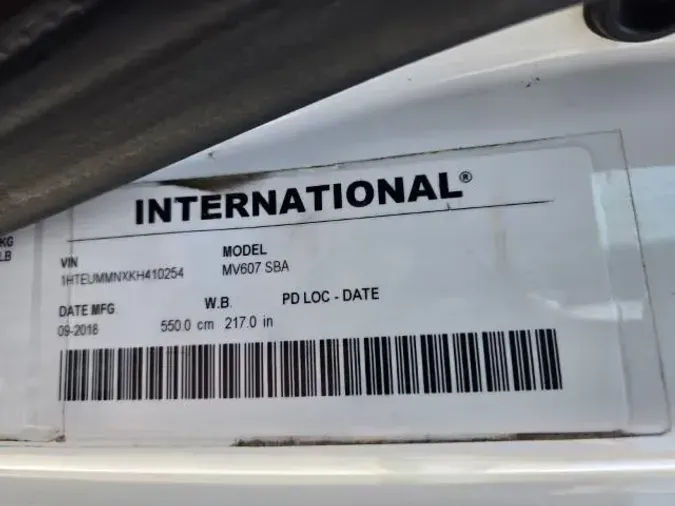 INTERNATIONAL®
KG
LB
VIN
MODEL
1HTEUMMNXKH410254
MV607 SBA
DATE MFG.
W.B.
PD LOC - DATE
09-2018
550.0 cm 217.0 in